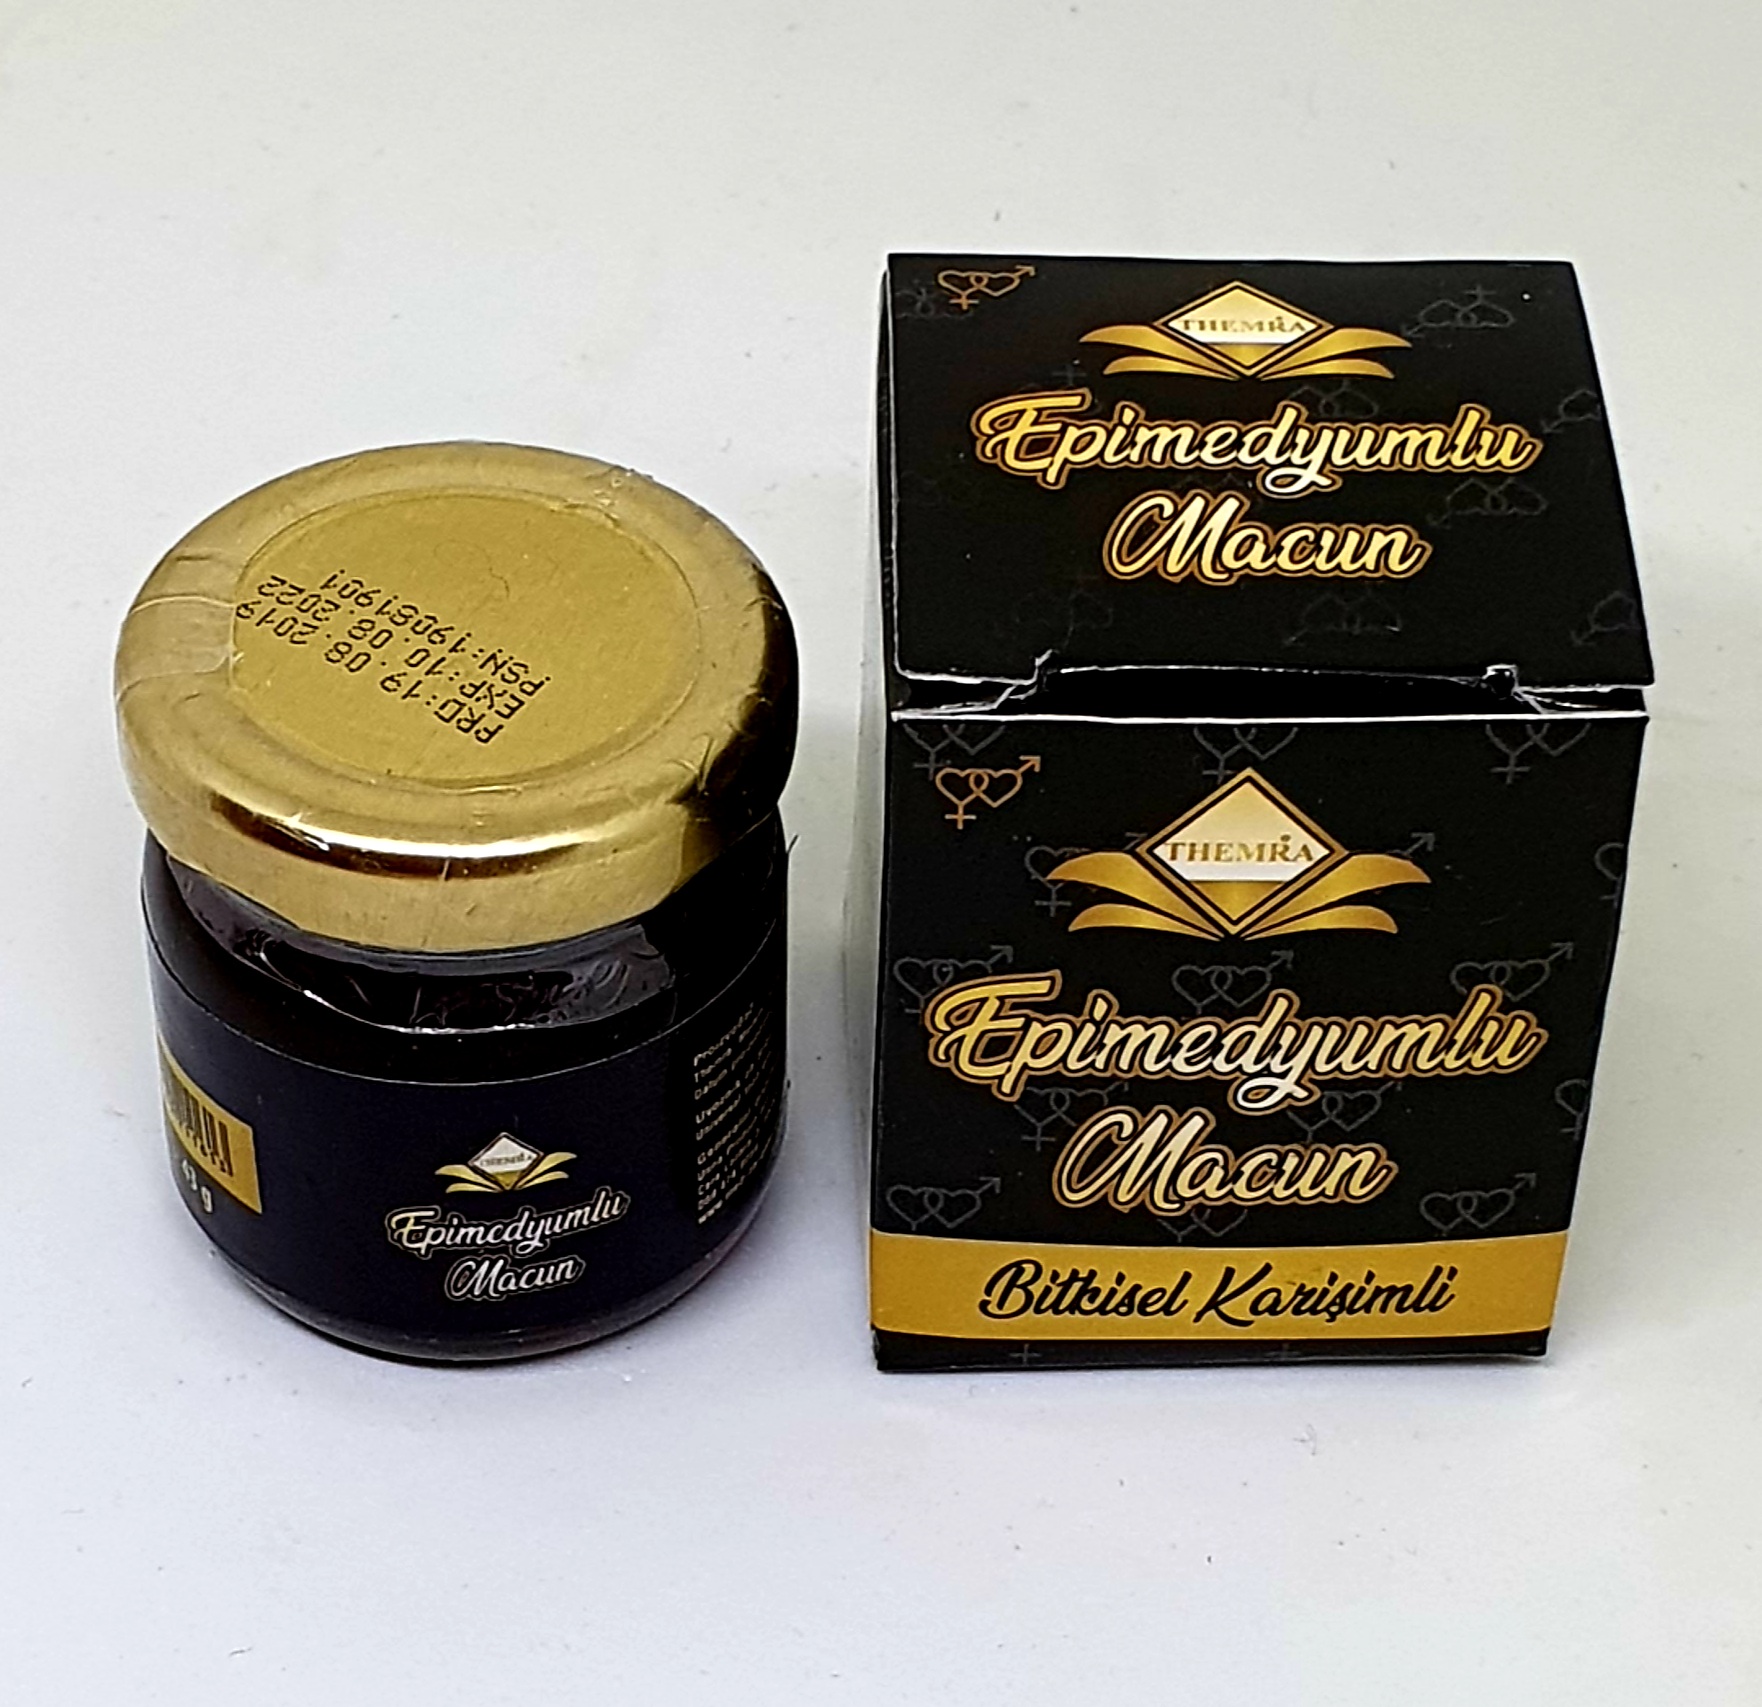 PRD:19.08.2019
EXP:10.08.2022
PSN:19081901
43 g
THEMRA
Epimedyumlu
Macun
THEMRA
Epimedyumlu
Macun
THEMRA
Epimedyumlu
Macun
Bitkisel Karişimli